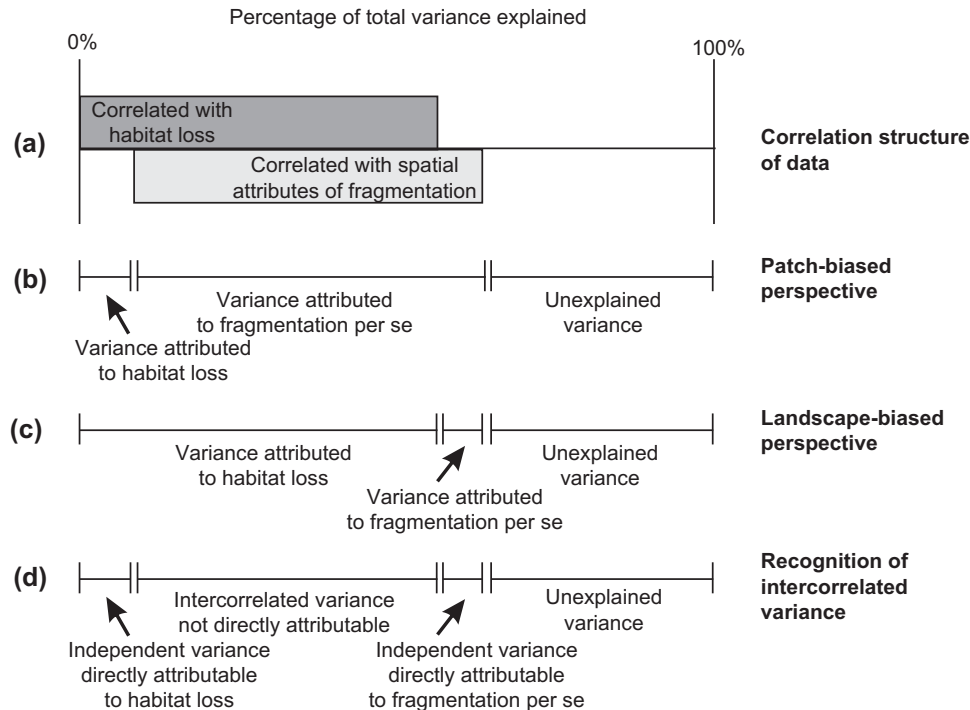 Percentage of total variance explained
0%
100%
(a)
Correlated with
habitat loss
Correlated with spatial
attributes of fragmentation
Correlation structure
of data
(b)
Variance attributed
to fragmentation per se
Unexplained
variance
Variance attributed
to habitat loss
Patch-biased
perspective
(c)
Variance attributed
to habitat loss
Unexplained
variance
Variance attributed
to fragmentation per se
Landscape-biased
perspective
(d)
Intercorrelated variance
not directly attributable
Unexplained
variance
Independent variance
directly attributable
to habitat loss
Independent variance
directly attributable
to fragmentation per se
Recognition of
intercorrelated
variance